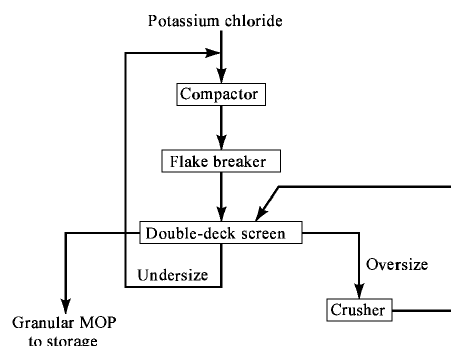 Potassium chloride
Compactor
Flake breaker
Double-deck screen
Undersize
Oversize
Crusher
Granular MOP
to storage